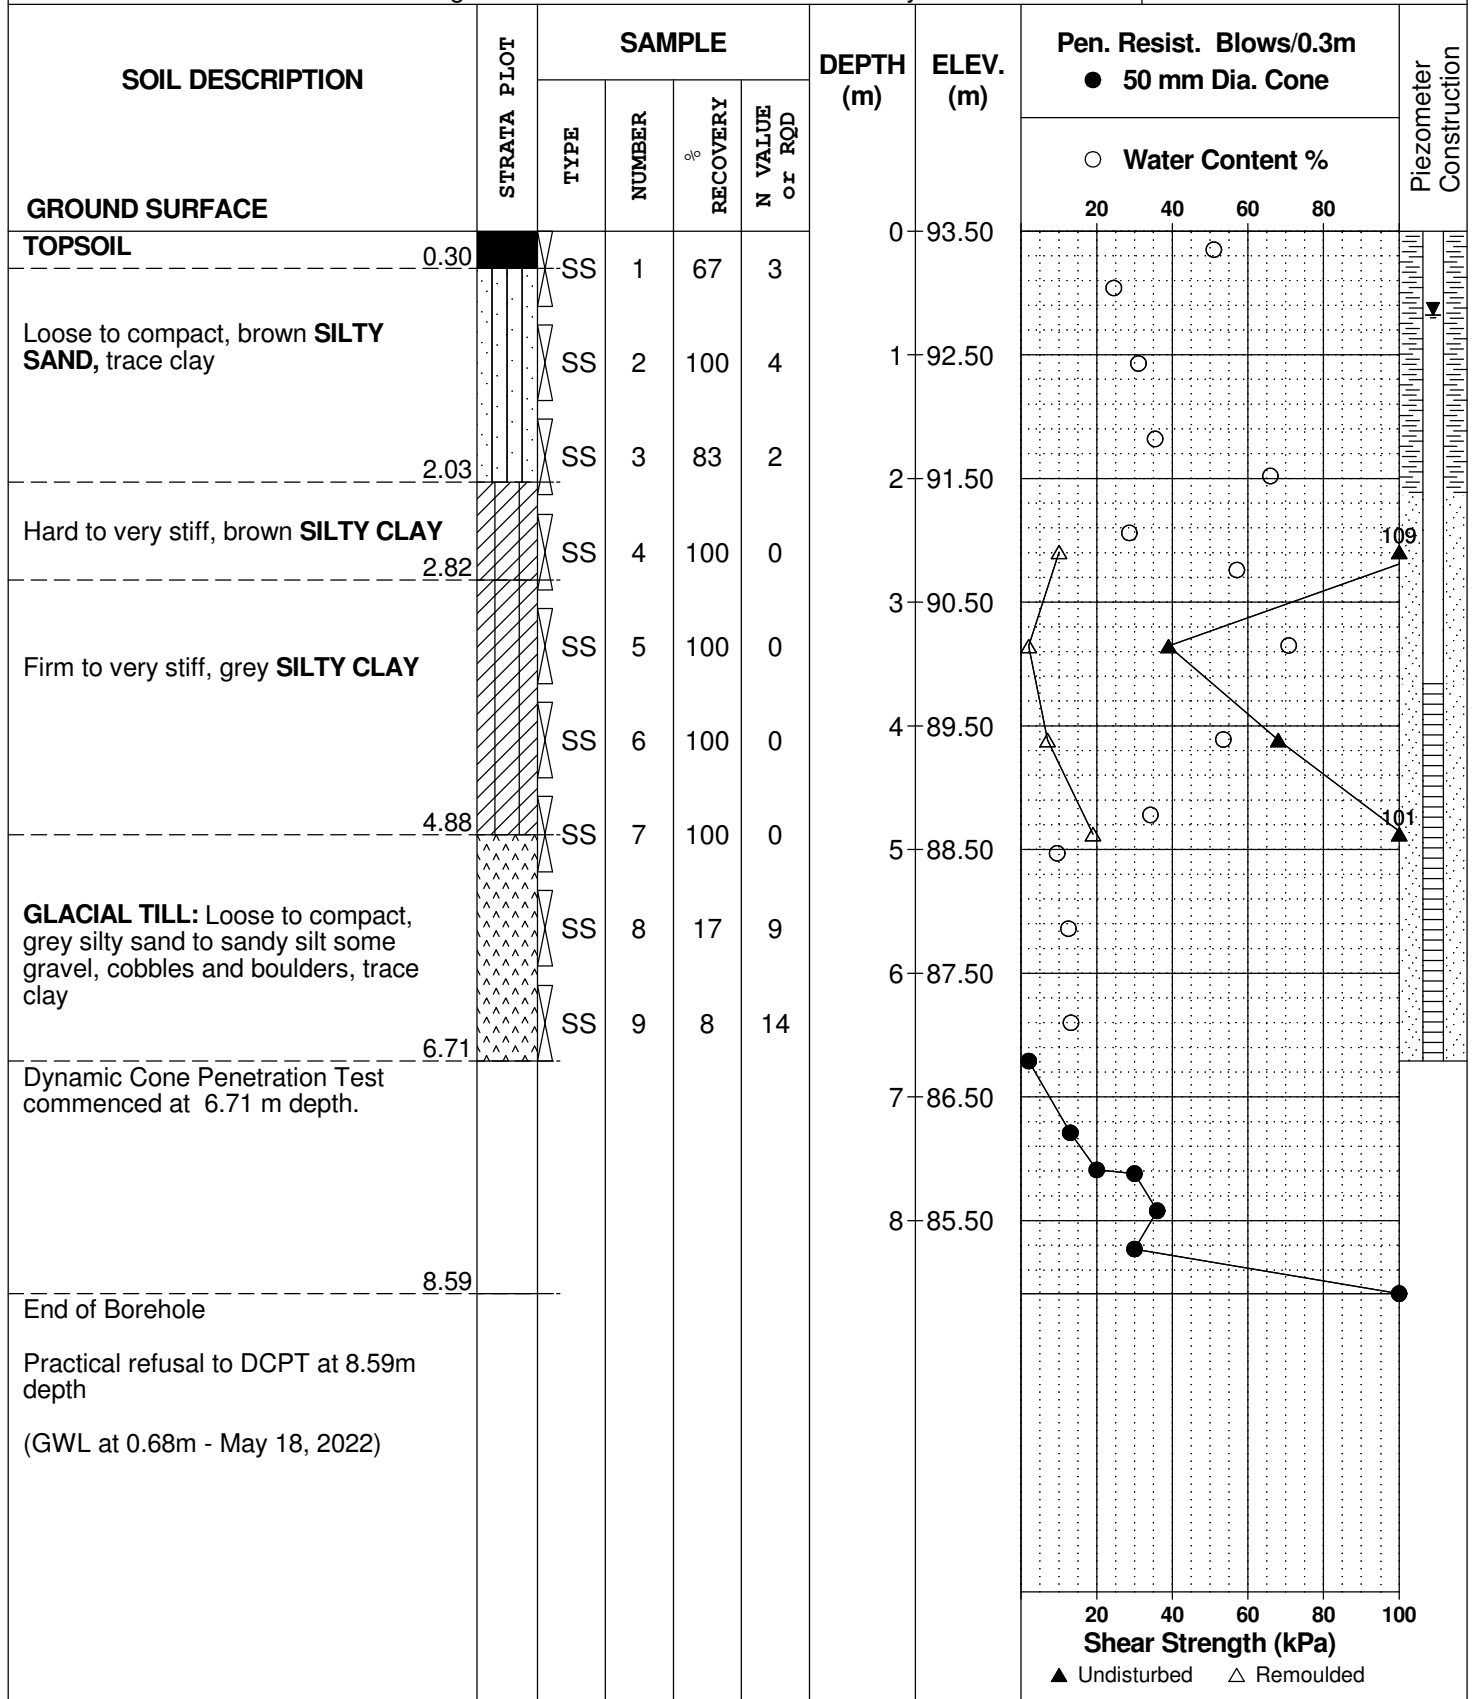 SOIL DESCRIPTION
GROUND SURFACE
STRATA PLOT
SAMPLE
TYPE
NUMBER
% RECOVERY
N VALUE
or RQD
DEPTH
(m)
ELEV.
(m)
Pen. Resist. Blows/0.3m
● 50 mm Dia. Cone
○ Water Content %
20 40 60 80
Piezometer
Construction
TOPSOIL
0.30
Loose to compact, brown SILTY
SAND, trace clay
2.03
Hard to very stiff, brown SILTY CLAY
2.82
Firm to very stiff, grey SILTY CLAY
4.88
GLACIAL TILL: Loose to compact,
grey silty sand to sandy silt some
gravel, cobbles and boulders, trace
clay
6.71
Dynamic Cone Penetration Test
commenced at 6.71 m depth.
8.59
End of Borehole
Practical refusal to DCPT at 8.59m
depth
(GWL at 0.68m - May 18, 2022)
SS 1 67 3
SS 2 100 4
SS 3 83 2
SS 4 100 0
SS 5 100 0
SS 6 100 0
SS 7 100 0
SS 8 17 9
SS 9 8 14
0 93.50
1 92.50
2 91.50
3 90.50
4 89.50
5 88.50
6 87.50
7 86.50
8 85.50
109
101
20 40 60 80 100
Shear Strength (kPa)
▲ Undisturbed △ Remoulded